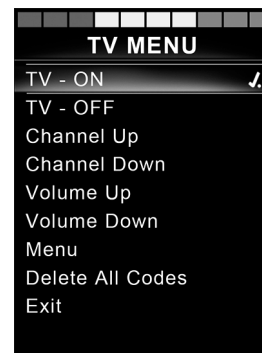 TV MENU
TV - ON
TV - OFF
Channel Up
Channel Down
Volume Up
Volume Down
Menu
Delete All Codes
Exit